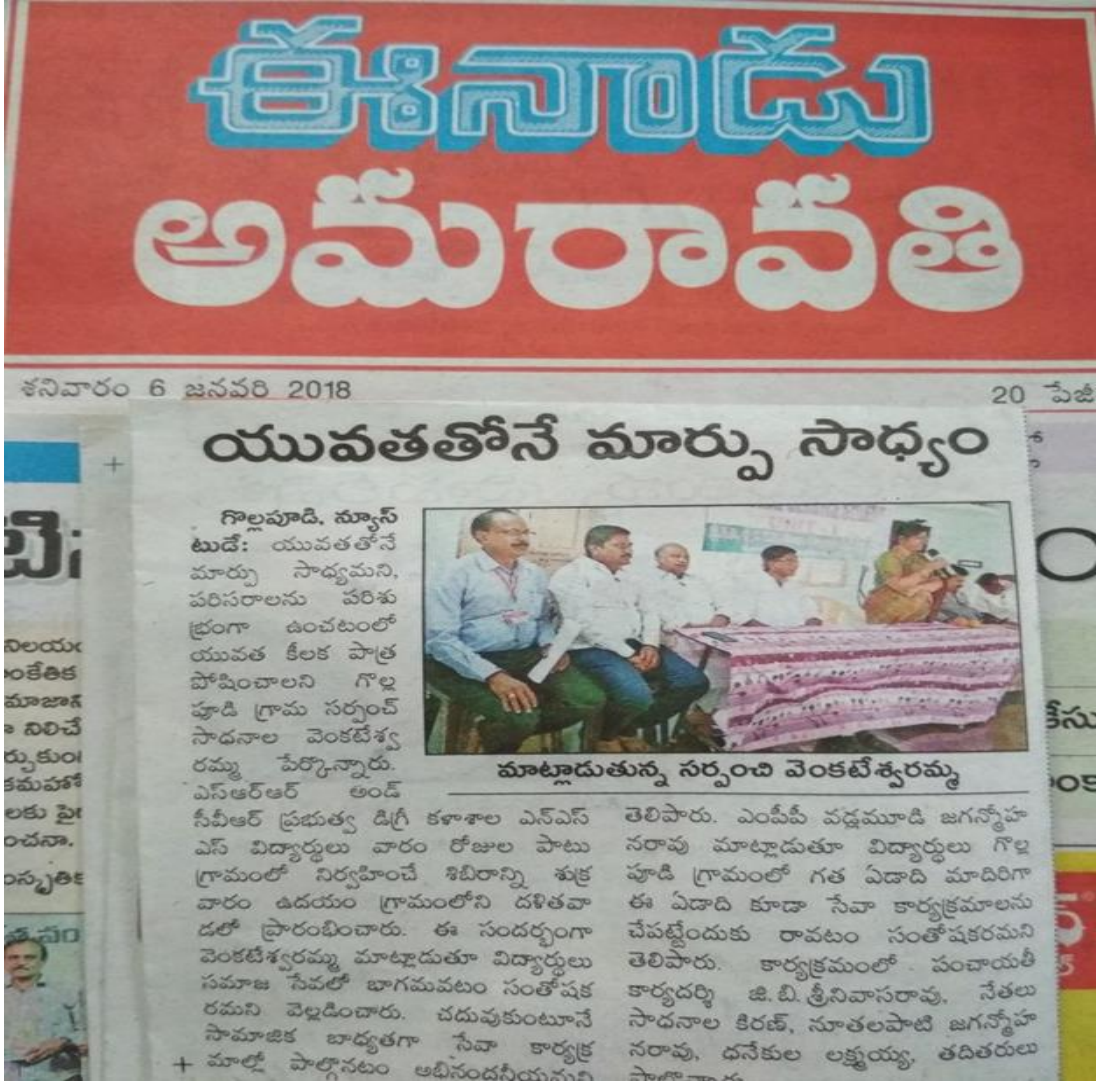 ఈనాడు
అమరావతి
శనివారం 6 జనవరి 2018
20 పేజీ
యువతతోనే మార్పు సాధ్యం
గొల్లపూడి, న్యూస్
టుడే: యువతతోనే
మార్పు సాధ్యమని,
పరిసరాలను పరిశు
భ్రంగా ఉంచటంలో
యువత కీలక పాత్ర
పోషించాలని గొల్ల
పూడి గ్రామ సర్పంచ్
సాధనాల వెంకటేశ్వ
రమ్మ పేర్కొన్నారు.
ఎస్ఆర్ఆర్ అండ్
సీవీఆర్ ప్రభుత్వ డిగ్రీ కళాశాల ఎన్ఎస్
ఎస్ విద్యార్థులు వారం రోజుల పాటు
గ్రామంలో నిర్వహించే శిబిరాన్ని శుక్ర
వారం ఉదయం గ్రామంలోని దళితవా
డలో ప్రారంభించారు. ఈ సందర్భంగా
వెంకటేశ్వరమ్మ మాట్లాడుతూ విద్యార్థులు
సమాజ సేవలో బాగమవటం సంతోషక
రమని వెల్లడించారు. చదువుకుంటూనే
సామాజిక బాధ్యతగా సేవా కార్యక్ర
మాల్లో పాల్గొనటం అభినందనీయమని
మాట్లాడుతున్న సర్పంచి వెంకటేశ్వరమ్మ
తెలిపారు. ఎంపీపీ వడ్లమూడి జగన్మోహ
నరావు మాట్లాడుతూ విద్యార్థులు గొల్ల
పూడి గ్రామంలో గత ఏడాది మాదిరిగా
ఈ ఏడాది కూడా సేవా కార్యక్రమాలను
చేపట్టేందుకు రావటం సంతోషకరమని
తెలిపారు. కార్యక్రమంలో పంచాయతీ
కార్యదర్శి జి.బి.శ్రీనివాసరావు, నేతలు
సాధనాల కిరణ్, నూతలపాటి జగన్మోహ
నరావు, ధనేకుల లక్ష్మయ్య, తదితరులు
పాల్గొన్నారు.